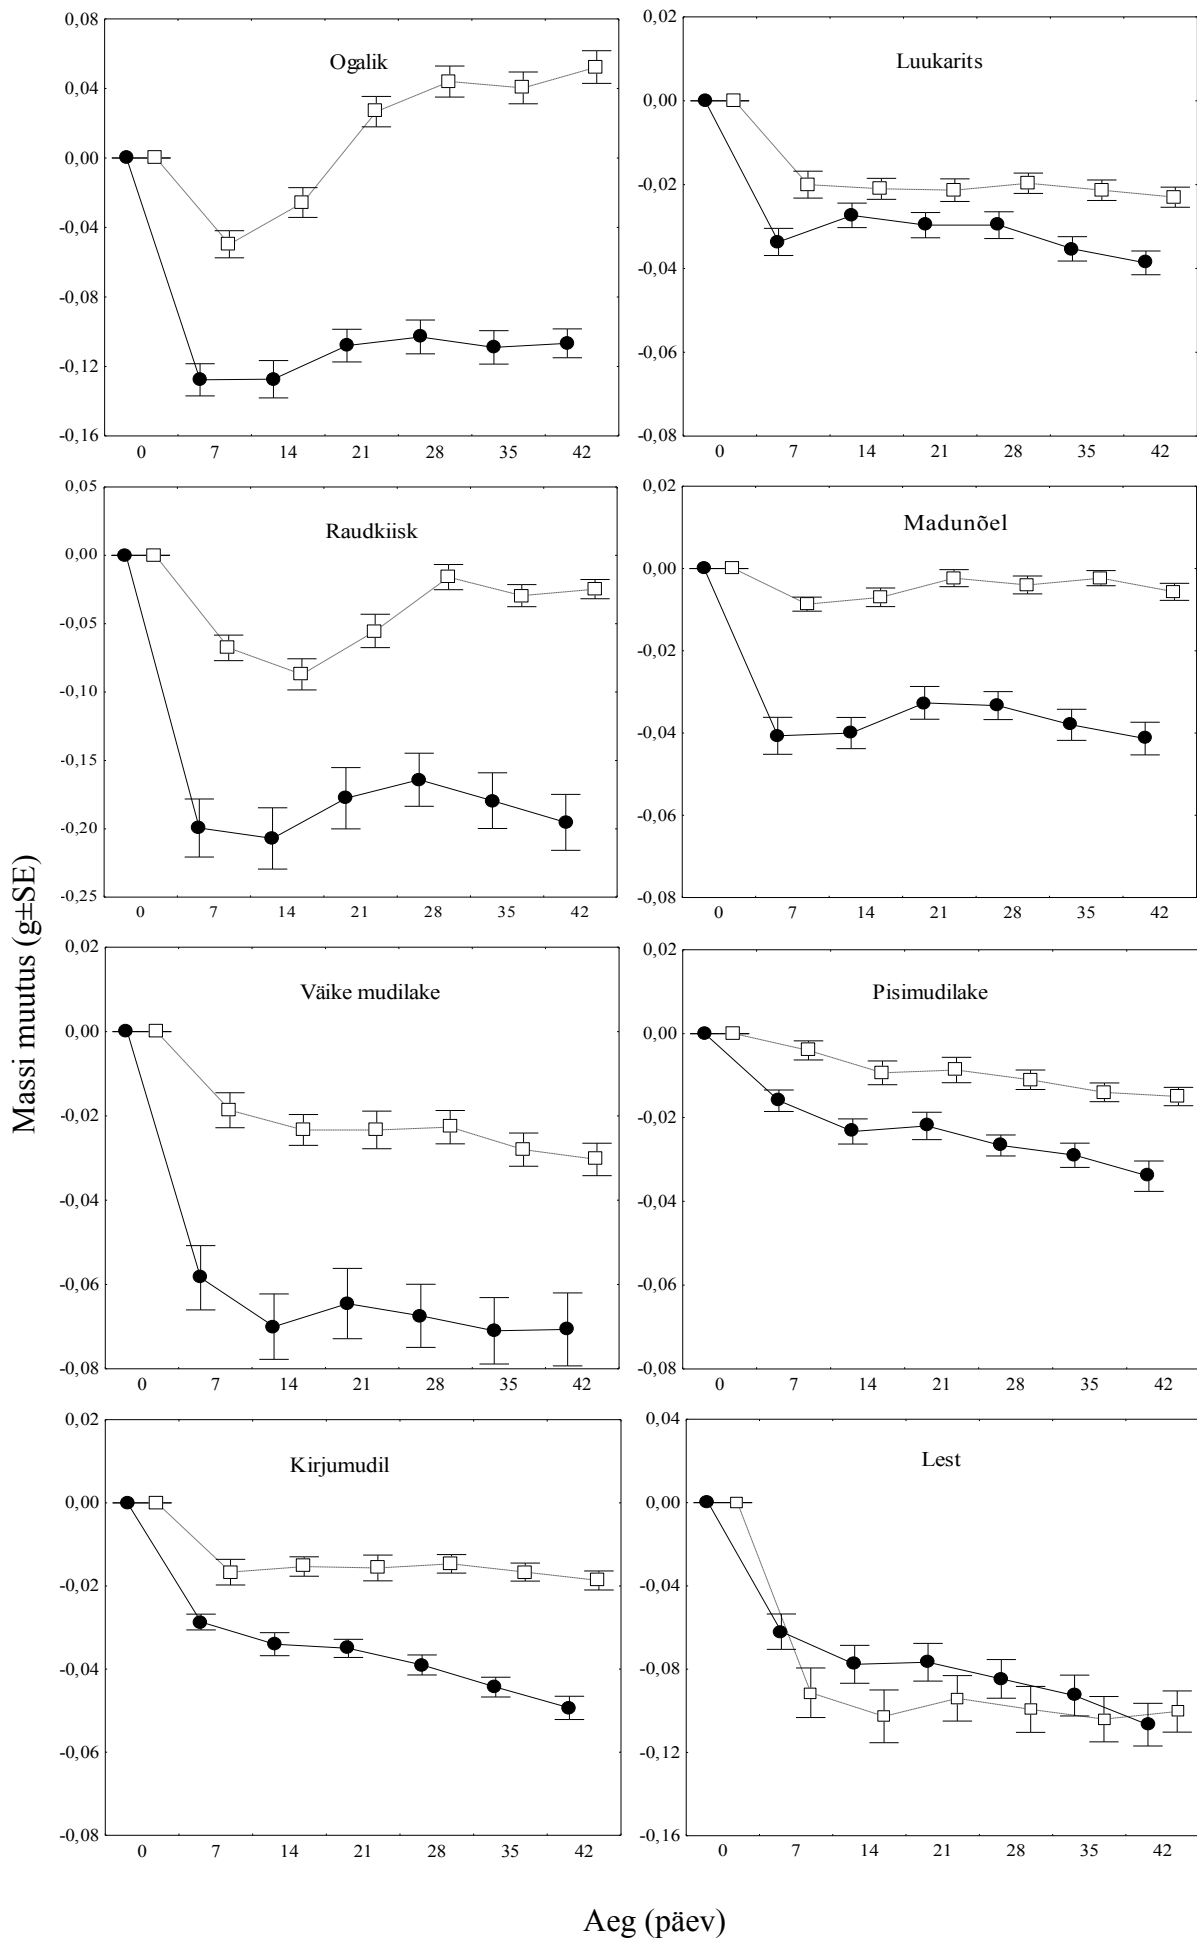 Massi muutus (g±SE)
Ogalik
0,08
0,04
0,00
-0,04
-0,08
-0,12
-0,16
0 7 14 21 28 35 42
Luukarits
0,02
0,00
-0,02
-0,04
-0,06
-0,08
0 7 14 21 28 35 42
Raudkiisk
0,05
0,00
-0,05
-0,10
-0,15
-0,20
-0,25
0 7 14 21 28 35 42
Madunõel
0,02
0,00
-0,02
-0,04
-0,06
-0,08
0 7 14 21 28 35 42
Väike mudilake
0,02
0,00
-0,02
-0,04
-0,06
-0,08
0 7 14 21 28 35 42
Pisimudilake
0,02
0,00
-0,02
-0,04
-0,06
-0,08
0 7 14 21 28 35 42
Kirjumudil
0,02
0,00
-0,02
-0,04
-0,06
-0,08
0 7 14 21 28 35 42
Lest
0,04
0,00
-0,04
-0,08
-0,12
-0,16
0 7 14 21 28 35 42
Aeg (päev)